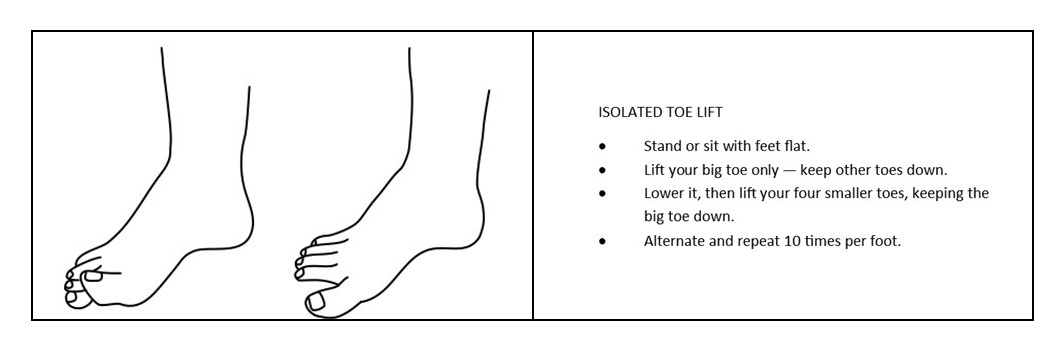 ISOLATED TOE LIFT
• Stand or sit with feet flat.
• Lift your big toe only — keep other toes down.
• Lower it, then lift your four smaller toes, keeping the
big toe down.
• Alternate and repeat 10 times per foot.